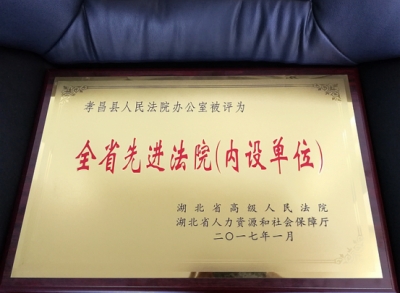 孝昌县人民法院办公室被评为
全省先进法院(内设单位)
湖北省高级人民法院
湖北省人力资源和社会保障厅
二〇一七年一月